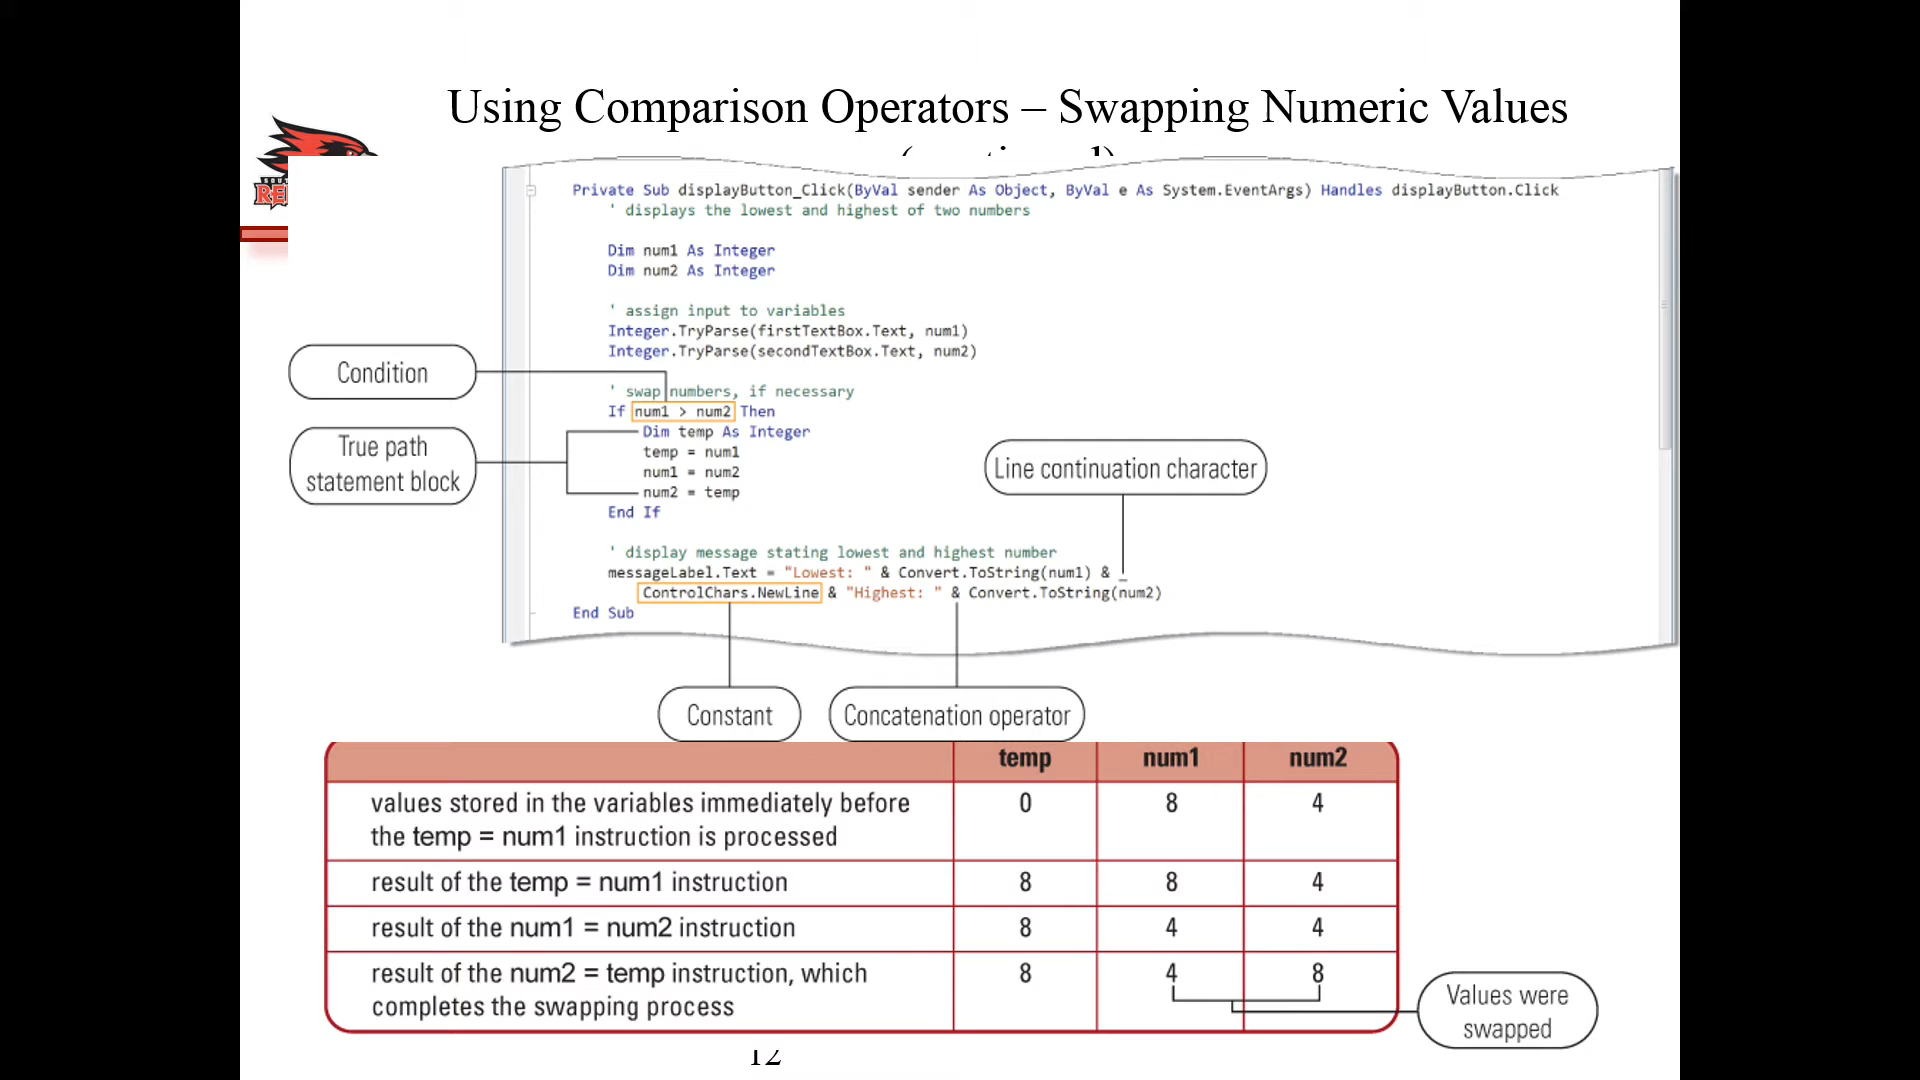 Using Comparison Operators – Swapping Numeric Values
Private Sub displayButton_Click(ByVal sender As Object, ByVal e As System.EventArgs) Handles displayButton.Click
' displays the lowest and highest of two numbers
Dim num1 As Integer
Dim num2 As Integer
' assign input to variables
Integer.TryParse(firstTextBox.Text, num1)
Integer.TryParse(secondTextBox.Text, num2)
Condition
' swap numbers, if necessary
If num1 > num2 Then
True path
statement block
Dim temp As Integer
temp = num1
num1 = num2
num2 = temp
End If
Line continuation character
' display message stating lowest and highest number
messageLabel.Text = "Lowest: " & Convert.ToString(num1) & _
ControlChars.NewLine & "Highest: " & Convert.ToString(num2)
End Sub
Constant
Concatenation operator
temp num1 num2
values stored in the variables immediately before
the temp = num1 instruction is processed
0 8 4
result of the temp = num1 instruction 8 8 4
result of the num1 = num2 instruction 8 4 4
result of the num2 = temp instruction, which
completes the swapping process
8 4 8
Values were
swapped
12